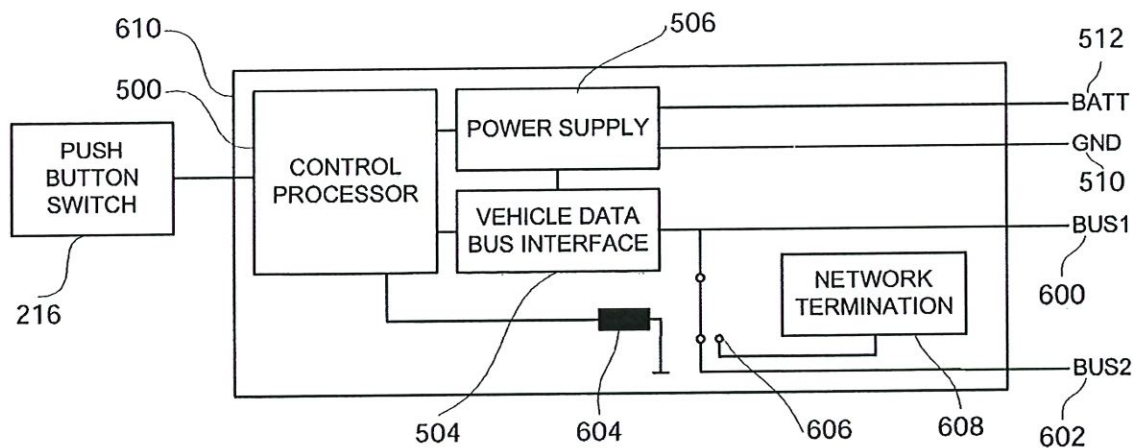 610
506
512
500
BATT
POWER SUPPLY
GND
PUSH
BUTTON
SWITCH
CONTROL
PROCESSOR
510
VEHICLE DATA
BUS INTERFACE
BUS1
NETWORK
TERMINATION
600
216
BUS2
504
604
606
608
602